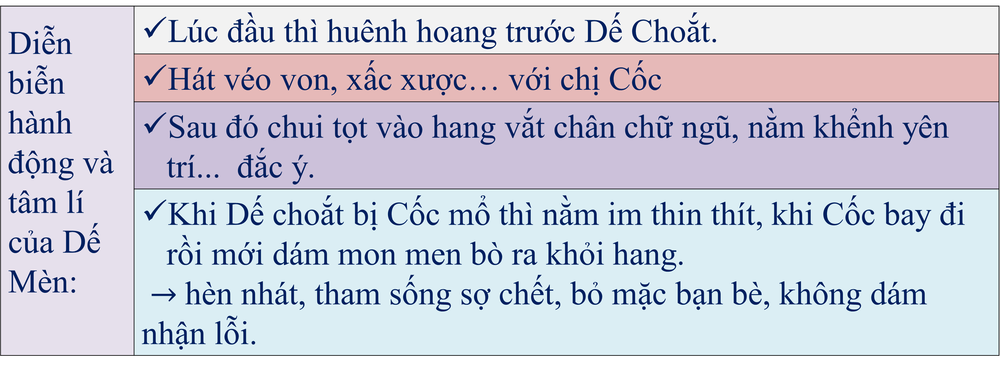 Diễn
biễn
hành
động và
tâm lí
của Dế
Mèn:
✓Lúc đầu thì huênh hoang trước Dế Choắt.
✓Hát véo von, xấc xược… với chị Cốc
✓Sau đó chui tọt vào hang vắt chân chữ ngũ, nằm khểnh yên
trí... đắc ý.
✓Khi Dế choắt bị Cốc mổ thì nằm im thin thít, khi Cốc bay đi
rồi mới dám mon men bò ra khỏi hang.
→ hèn nhát, tham sống sợ chết, bỏ mặc bạn bè, không dám
nhận lỗi.